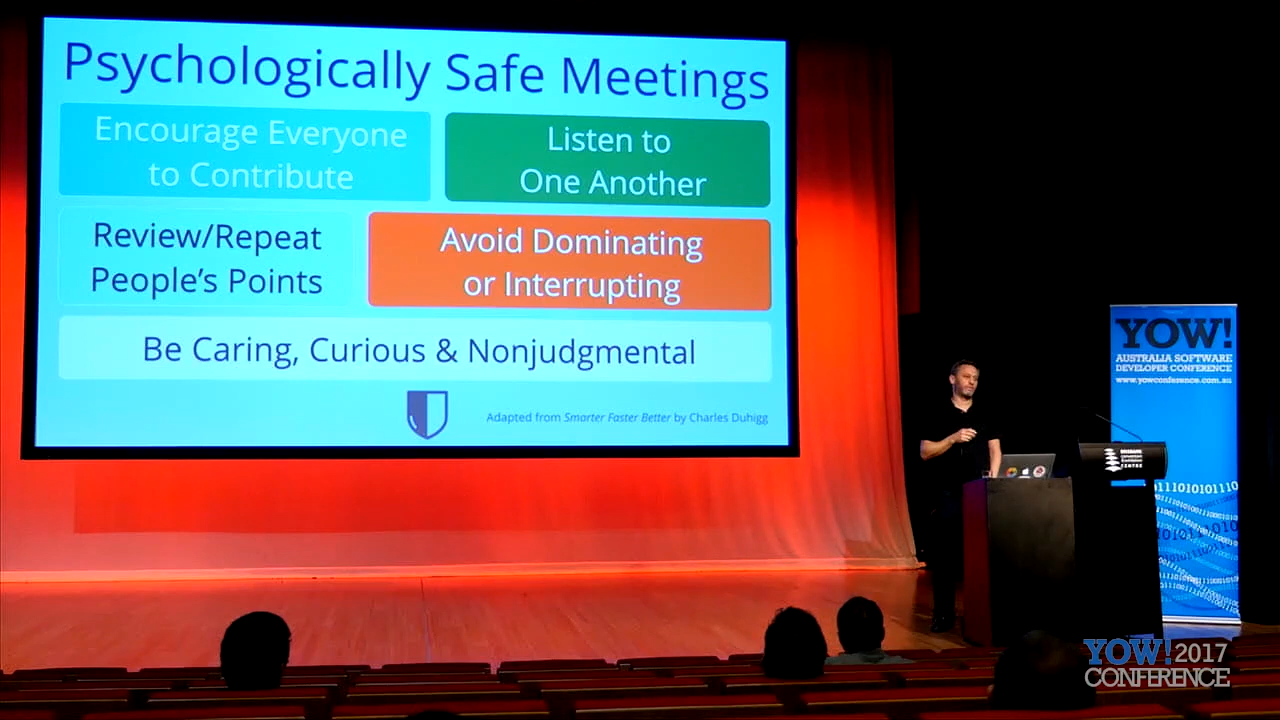 Psychologically Safe Meetings
Encourage Everyone
to Contribute
Listen to
One Another
Review/Repeat
People's Points
Avoid Dominating
or Interrupting
Be Caring, Curious & Nonjudgmental
Adapted from Smarter Faster Better by Charles Duhigg
YOW!
AUSTRALIA SOFTWARE
DEVELOPER CONFERENCE
www.yowconference.com.au
BRISBANE
CENTRE
YOW! 2017
CONFERENCE